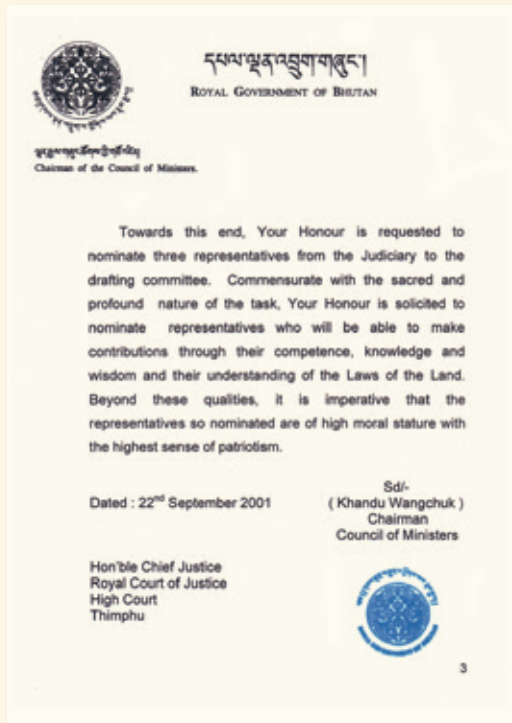 དཔལ་ལྡན་འབྲུག་གཞུང་།
ROYAL GOVERNMENT OF BHUTAN
Chairman of the Council of Ministers.
Towards this end, Your Honour is requested to
nominate three representatives from the Judiciary to the
drafting committee. Commensurate with the sacred and
profound nature of the task, Your Honour is solicited to
nominate representatives who will be able to make
contributions through their competence, knowledge and
wisdom and their understanding of the Laws of the Land.
Beyond these qualities, it is imperative that the
representatives so nominated are of high moral stature with
the highest sense of patriotism.
Dated : 22nd September 2001
Sd/-
( Khandu Wangchuk )
Chairman
Council of Ministers
Hon'ble Chief Justice
Royal Court of Justice
High Court
Thimphu
3